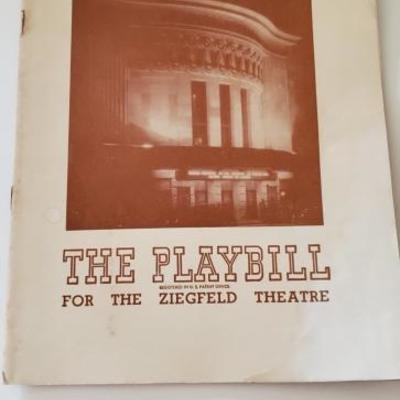 THE PLAYBILL
REGISTERED IN U. S. PATENT OFFICE
FOR THE ZIEGFELD THEATRE